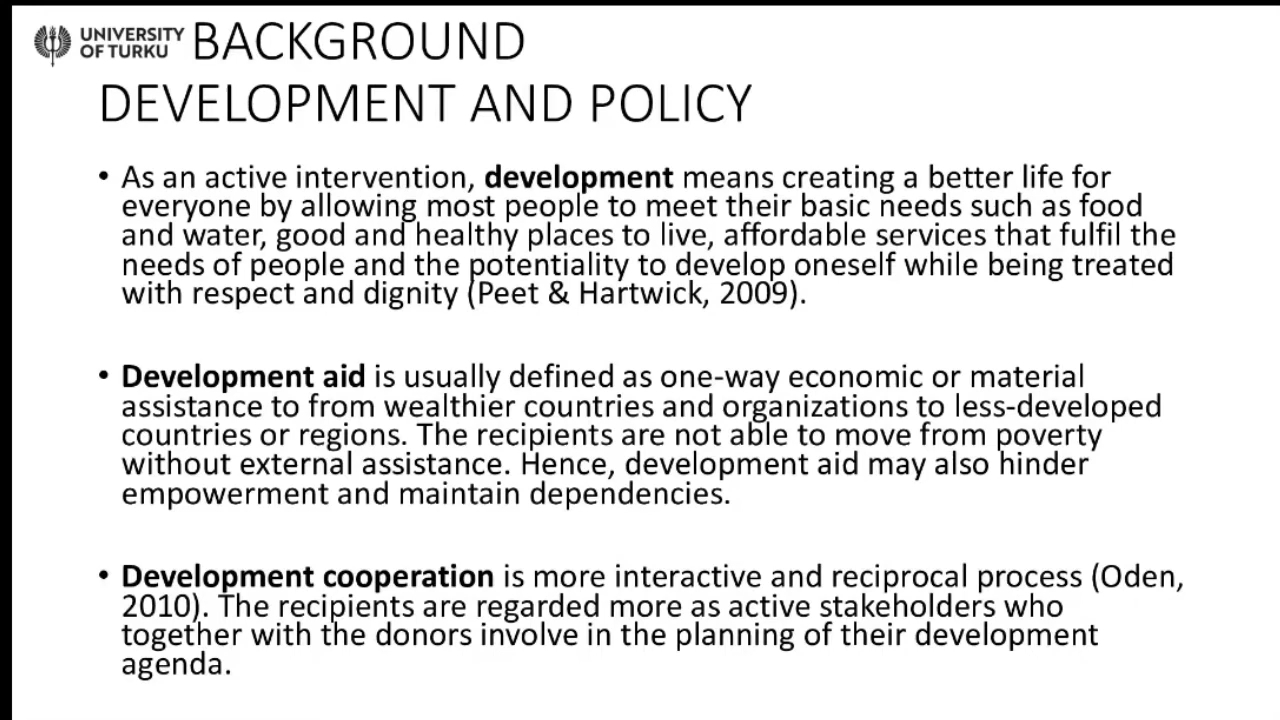 UNIVERSITY
OF TURKU
BACKGROUND
DEVELOPMENT AND POLICY
• As an active intervention, development means creating a better life for
everyone by allowing most people to meet their basic needs such as food
and water, good and healthy places to live, affordable services that fulfil the
needs of people and the potentiality to develop oneself while being treated
with respect and dignity (Peet & Hartwick, 2009).
• Development aid is usually defined as one-way economic or material
assistance to from wealthier countries and organizations to less-developed
countries or regions. The recipients are not able to move from poverty
without external assistance. Hence, development aid may also hinder
empowerment and maintain dependencies.
• Development cooperation is more interactive and reciprocal process (Oden,
2010). The recipients are regarded more as active stakeholders who
together with the donors involve in the planning of their development
agenda.